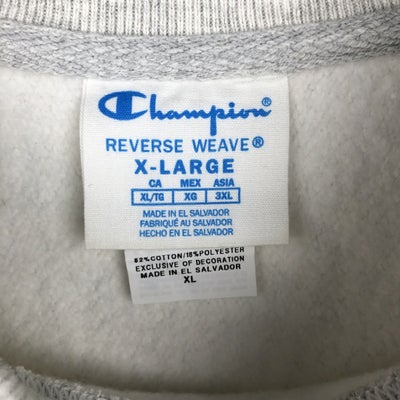 Champion®
REVERSE WEAVE®
X-LARGE
CA MEX ASIA
XL/TG XG 3XL
MADE IN EL SALVADOR
FABRIQUÉ AU SALVADOR
HECHO EN EL SALVADOR
82%COTTON/18%POLYESTER
EXCLUSIVE OF DECORATION
MADE IN EL SALVADOR
XL